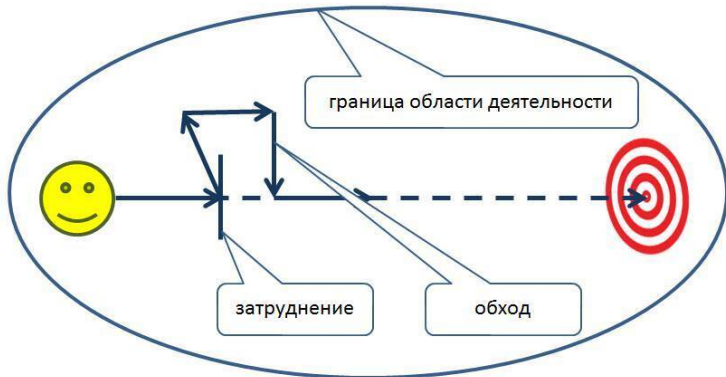 граница области деятельности
затруднение
обход